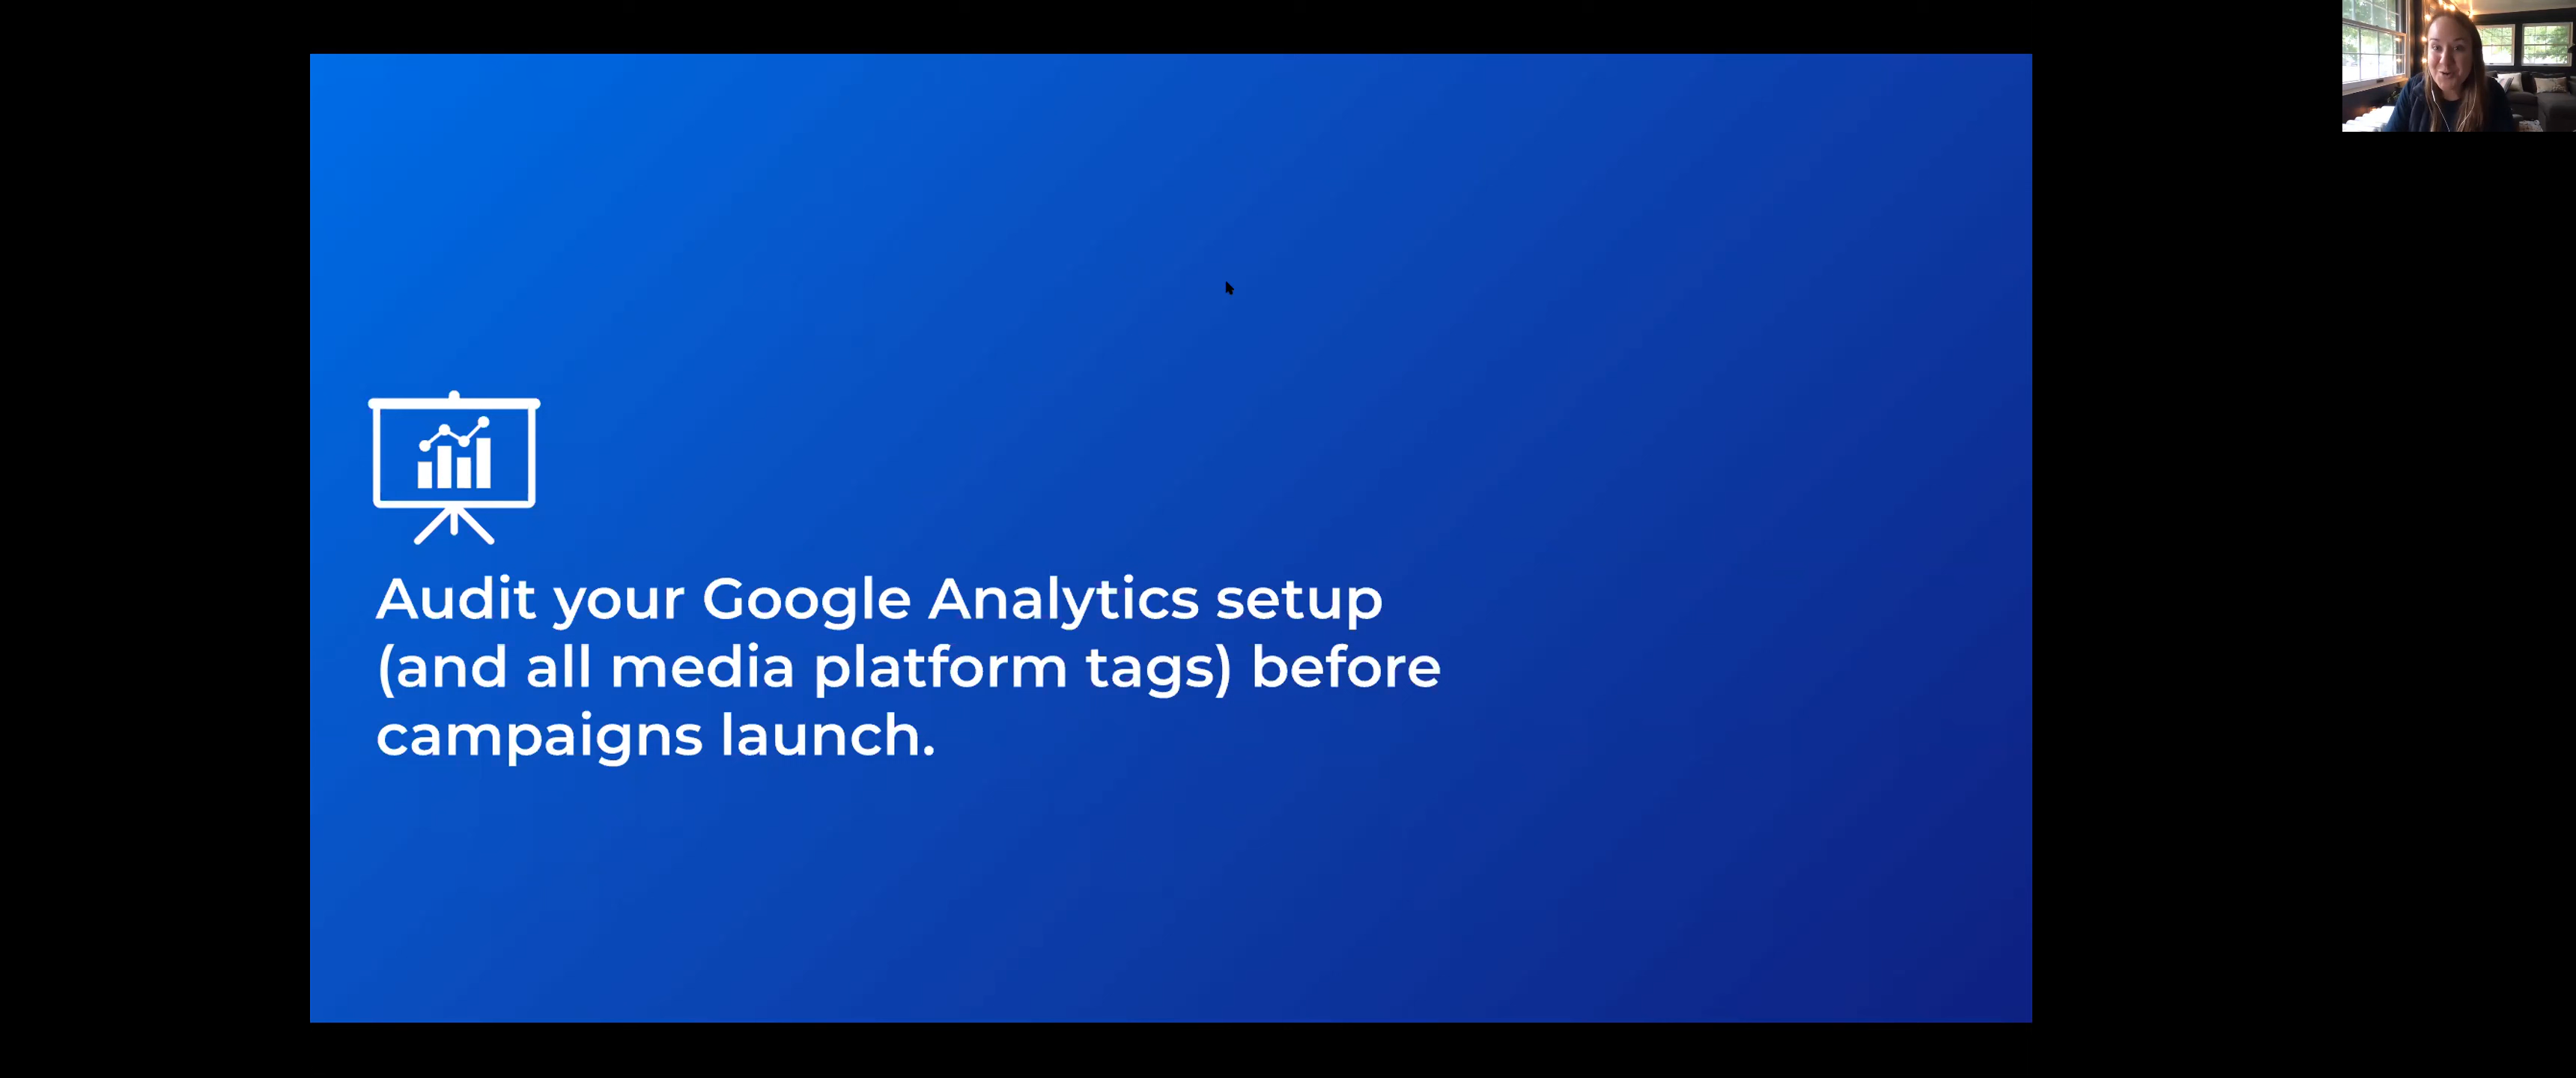 Audit your Google Analytics setup
(and all media platform tags) before
campaigns launch.